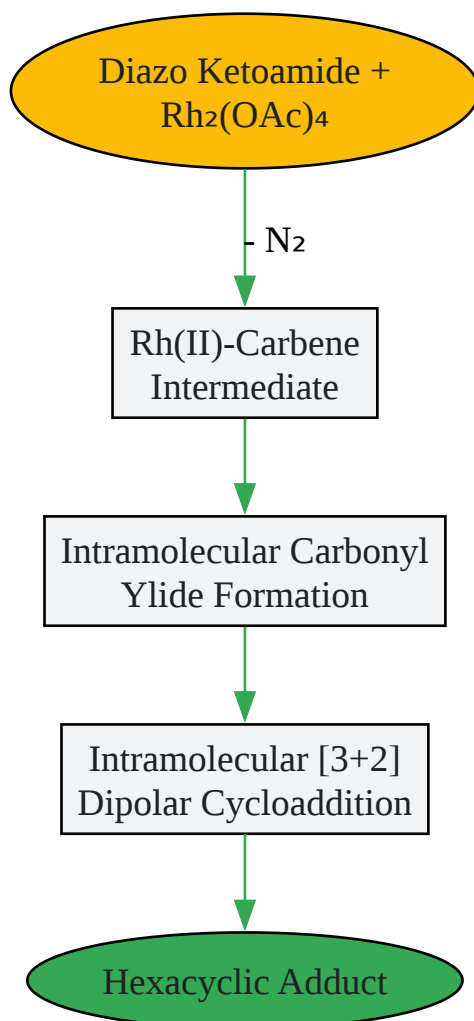 Diazo Ketoamide +
Rh₂(OAc)₄
- N₂
Rh(II)-Carbene
Intermediate
Intramolecular Carbonyl
Ylide Formation
Intramolecular [3+2]
Dipolar Cycloaddition
Hexacyclic Adduct